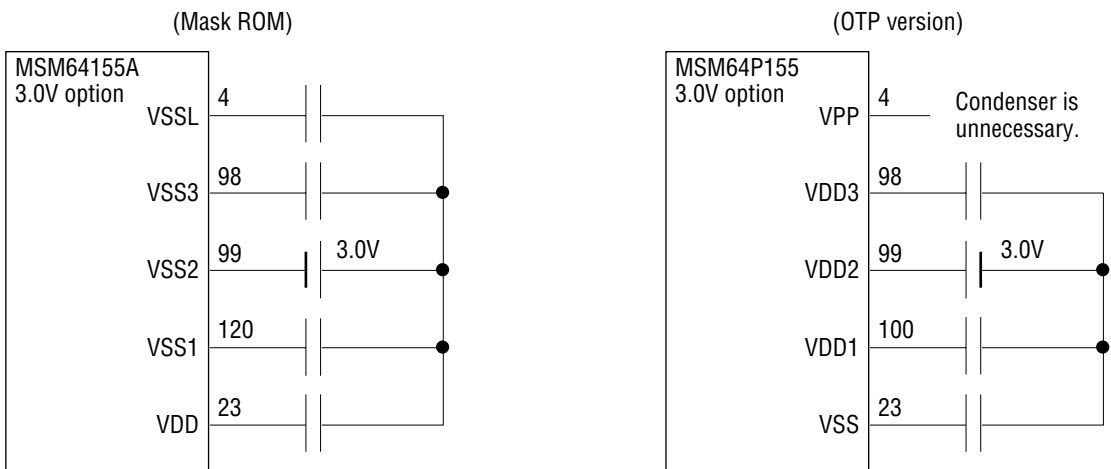 (Mask ROM)
MSM64155A
3.0V option
VSSL
4
VSS3
98
VSS2
99
3.0V
VSS1
120
VDD
23
(OTP version)
MSM64P155
3.0V option
VPP
4
Condenser is
unnecessary.
VDD3
98
VDD2
99
3.0V
VDD1
100
VSS
23